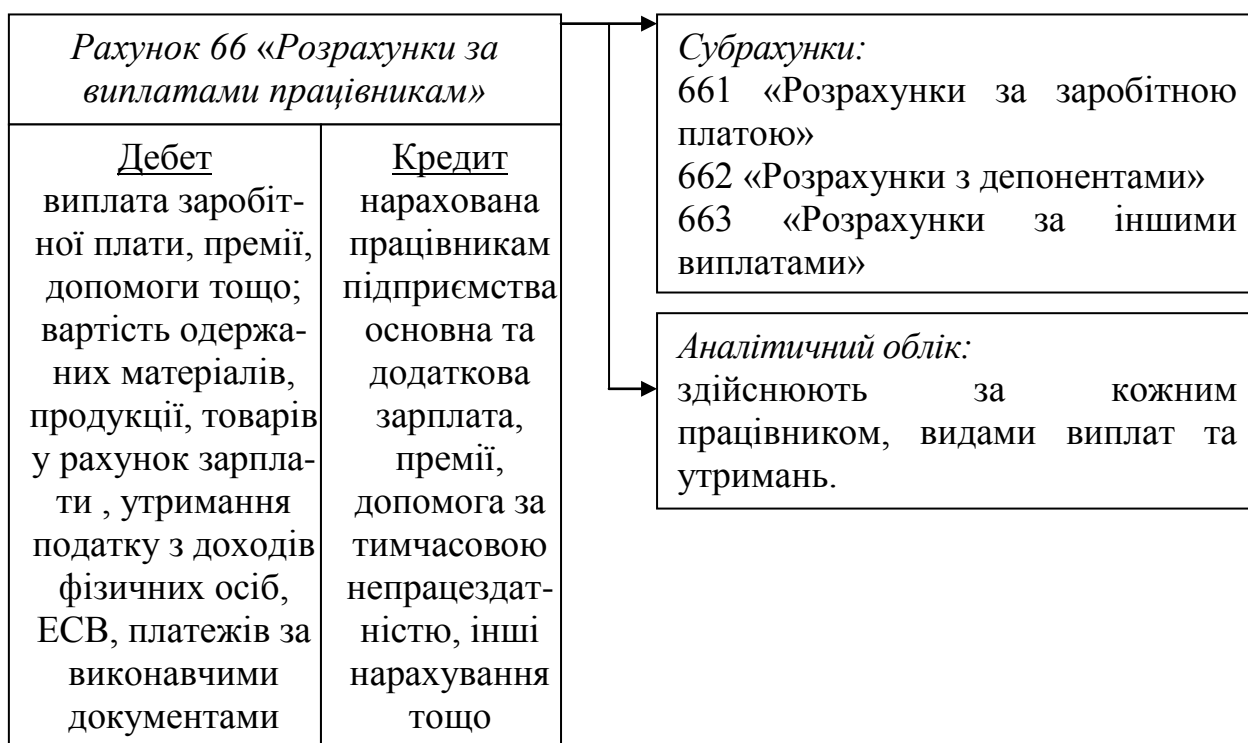 Рахунок 66 «Розрахунки за
виплатами працівникам»
Дебет
виплата заробіт-
ної плати, премії,
допомоги тощо;
вартість одержа-
них матеріалів,
продукції, товарів
у рахунок зарпла-
ти , утримання
податку з доходів
фізичних осіб,
ЕСВ, платежів за
виконавчими
документами
Кредит
нарахована
працівникам
підприємства
основна та
додаткова
зарплата,
премії,
допомога за
тимчасовою
непрацездат-
ністю, інші
нарахування
тощо
Субрахунки:
661 «Розрахунки за заробітною
платою»
662 «Розрахунки з депонентами»
663 «Розрахунки за іншими
виплатами»
Аналітичний облік:
здійснюють за кожним
працівником, видами виплат та
утримань.